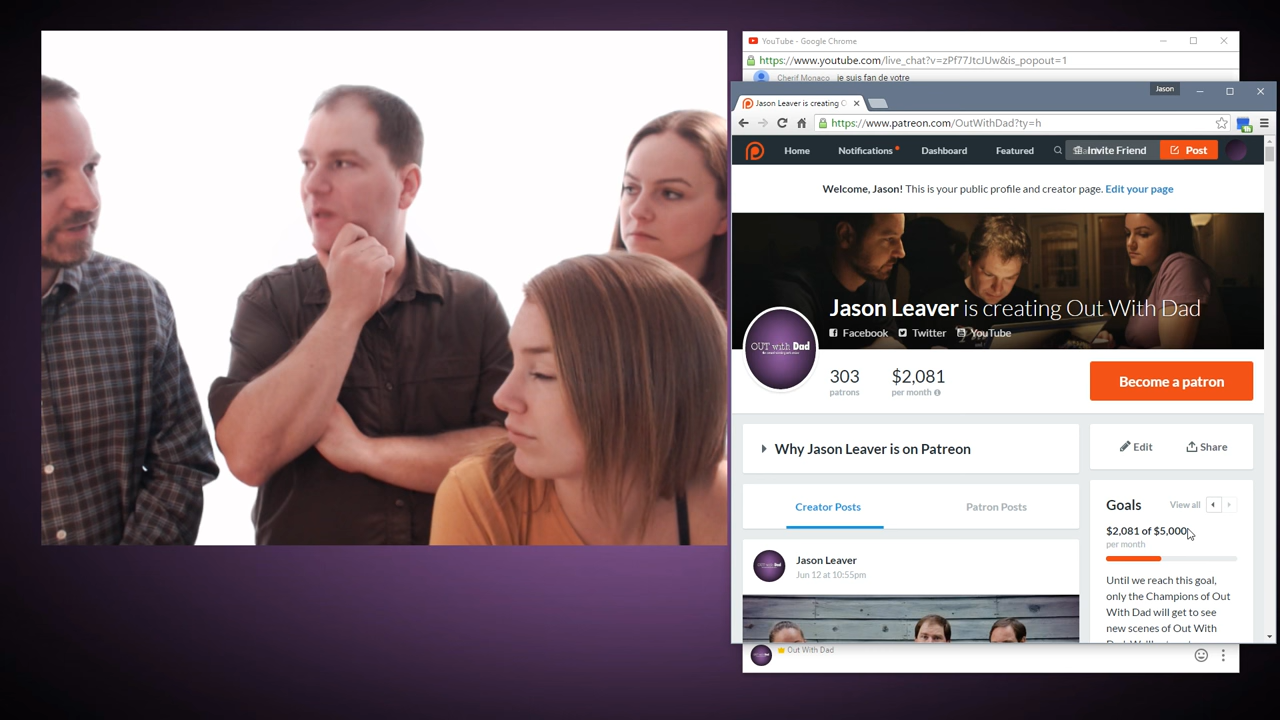 YouTube - Google Chrome
https://www.youtube.com/live_chat?v=zPf77JtcJUw&is_popout=1
Cherif Monaco je suis fan de votre
Jason
Jason Leaver is creating O
https://www.patreon.com/OutWithDad?ty=h
Home Notifications Dashboard Featured Invite Friend Post
Welcome, Jason! This is your public profile and creator page. Edit your page
Jason Leaver is creating Out With Dad
Facebook Twitter YouTube
OUT with Dad
303 $2,081
patrons per month
Become a patron
Why Jason Leaver is on Patreon
Edit Share
Creator Posts Patron Posts
Goals View all
$2,081 of $5,000
per month
Jason Leaver
Jun 12 at 10:55pm
Until we reach this goal,
only the Champions of Out
With Dad will get to see
new scenes of Out With
Out With Dad